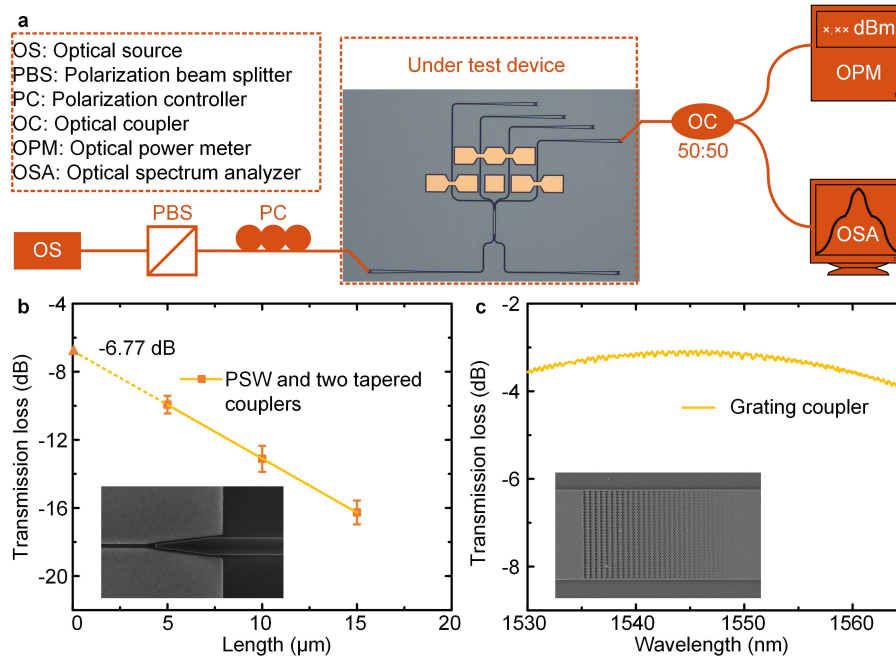 a
OS: Optical source
PBS: Polarization beam splitter
PC: Polarization controller
OC: Optical coupler
OPM: Optical power meter
OSA: Optical spectrum analyzer
Under test device
OS
PBS
PC
OC
50:50
×.×× dBm
OPM
OSA
b
-4
-6.77 dB
-8
-12
-16
-20
PSW and two tapered
couplers
Transmission loss (dB)
0
5
10
15
20
Length (μm)
c
-2
-4
-6
-8
Grating coupler
Transmission loss (dB)
1530
1540
1550
1560
Wavelength (nm)